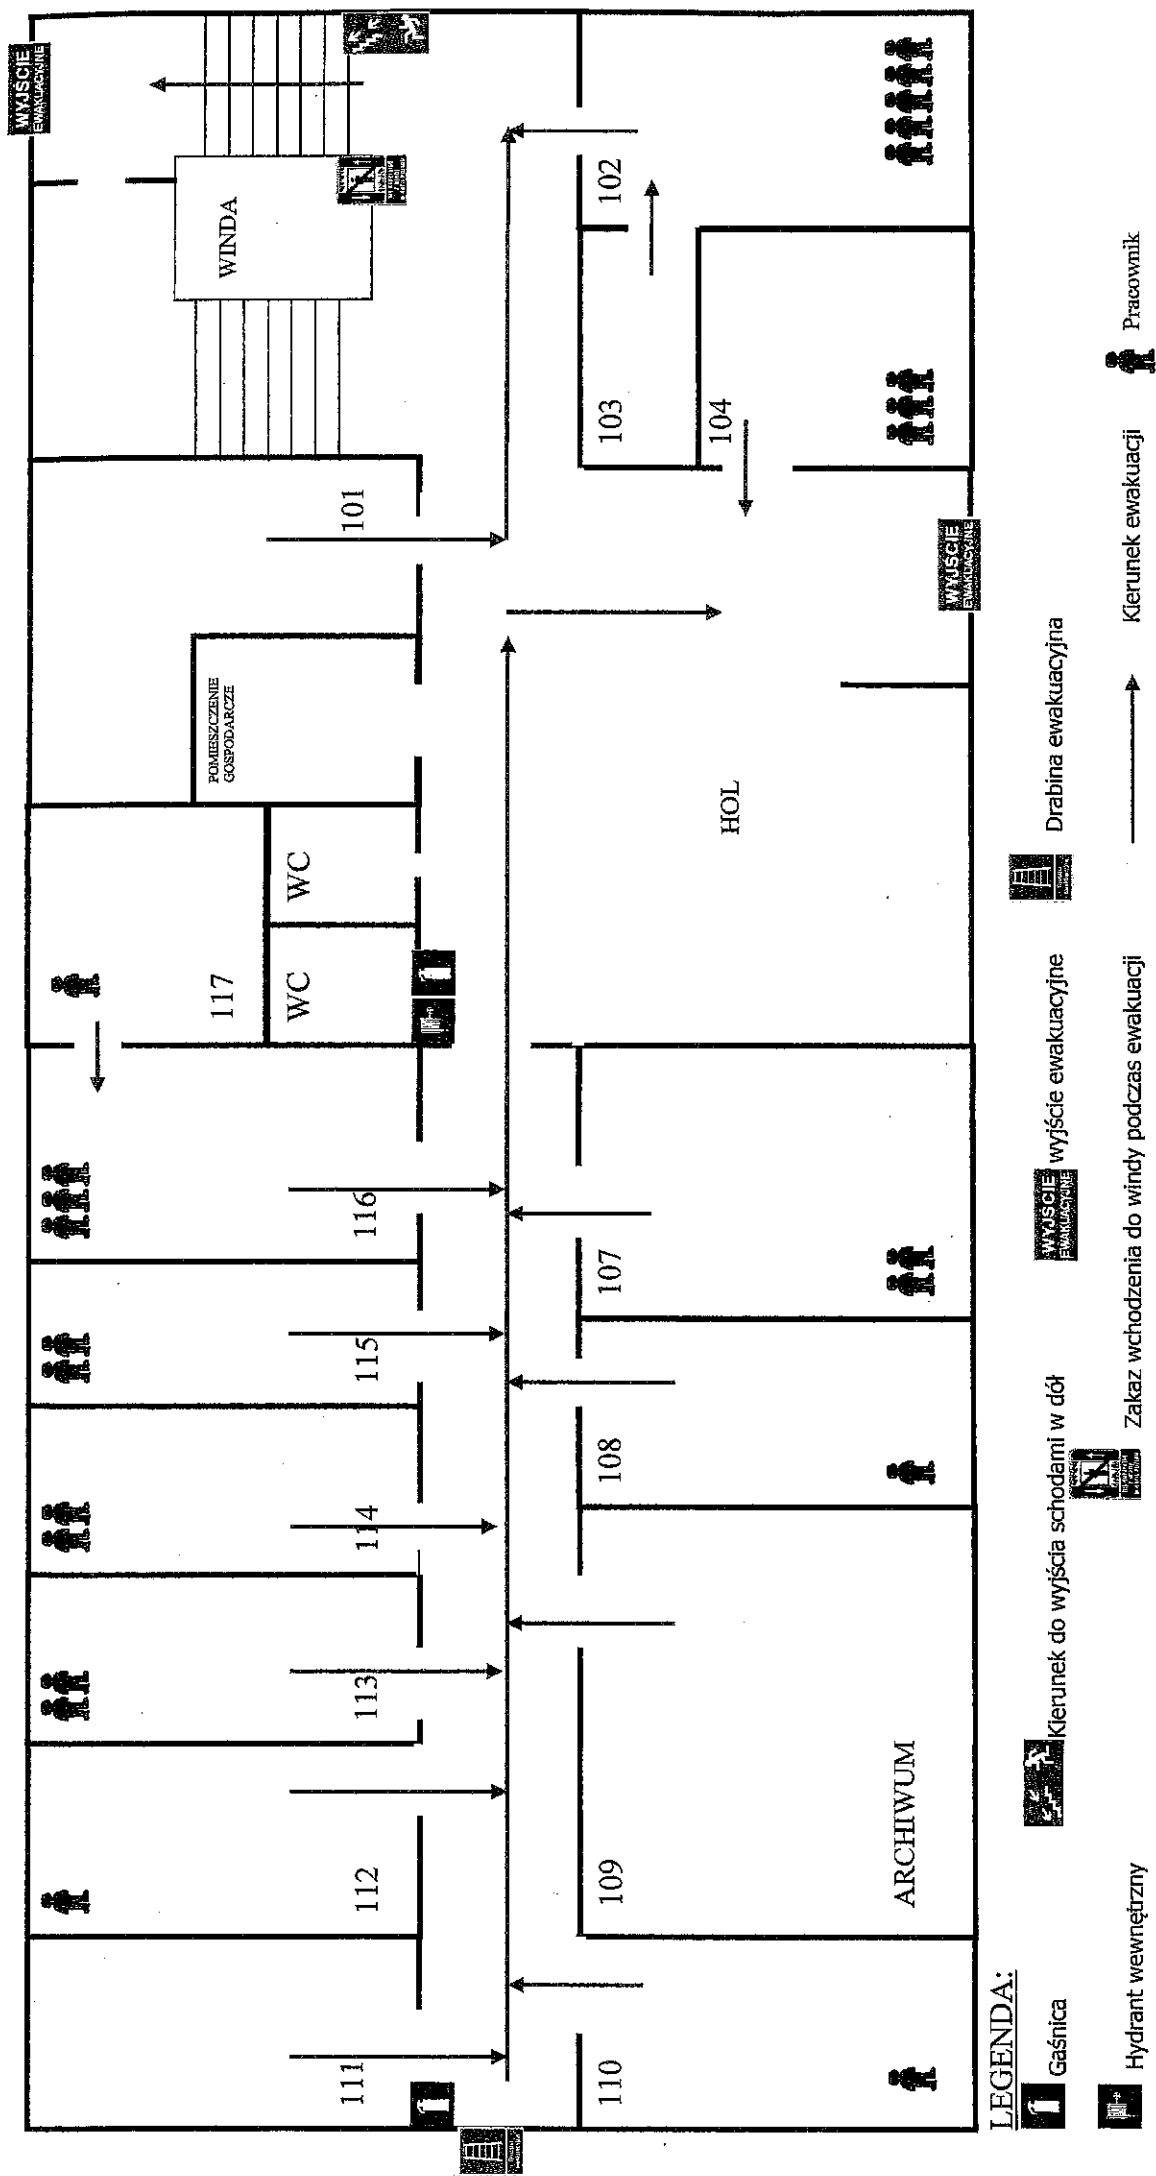 WYJŚCIE
EWAKUACYJNE
WINDA
101
POMIESZCZENIE
GOSPODARCZE
WC
WC
117
116
115
114
113
112
111
102
103
104
HOL
WYJŚCIE
EWAKUACYJNE
107
108
109
ARCHIWUM
110
LEGENDA:
Gaśnica
Kierunek do wyjścia schodami w dół
WYJŚCIE
EWAKUACYJNE
wyjście ewakuacyjne
Drabina ewakuacyjna
Hydrant wewnętrzny
Zakaz wchodzenia do windy podczas ewakuacji
Kierunek ewakuacji
Pracownik